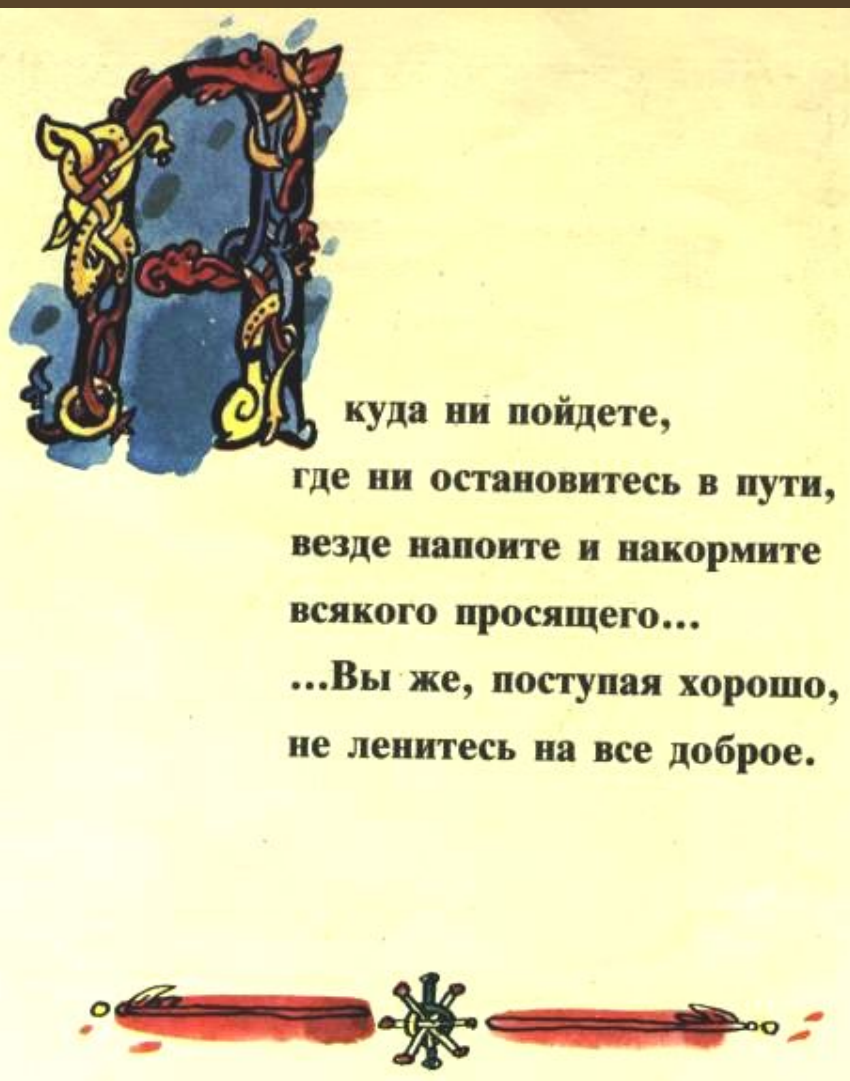 А куда ни пойдете,
где ни остановитесь в пути,
везде напоите и накормите
всякого просящего...
...Вы же, поступая хорошо,
не ленитесь на все доброе.